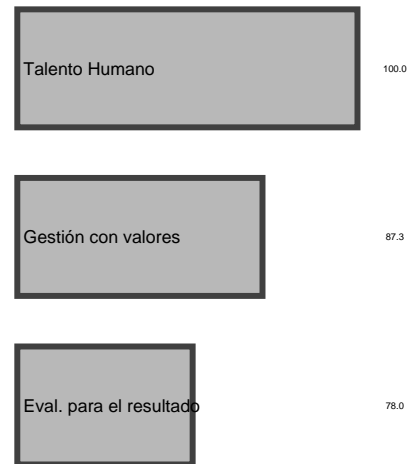 Talento Humano
100.0
Gestión con valores
87.3
Eval. para el resultado
78.0